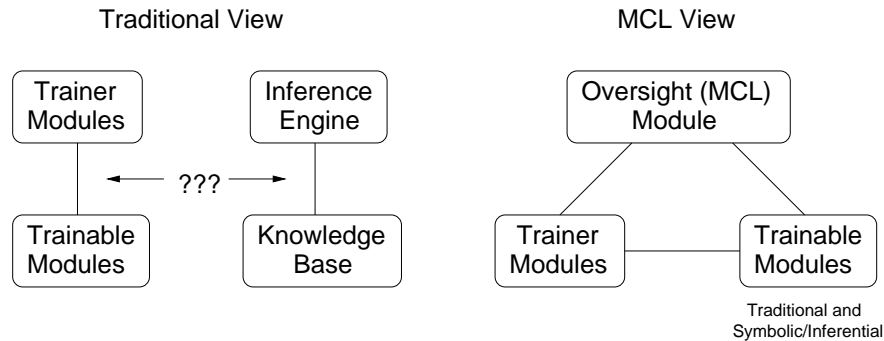 Traditional View
MCL View
Trainer
Modules
Inference
Engine
Oversight (MCL)
Module
???
Trainable
Modules
Knowledge
Base
Trainer
Modules
Trainable
Modules
Traditional and
Symbolic/Inferential